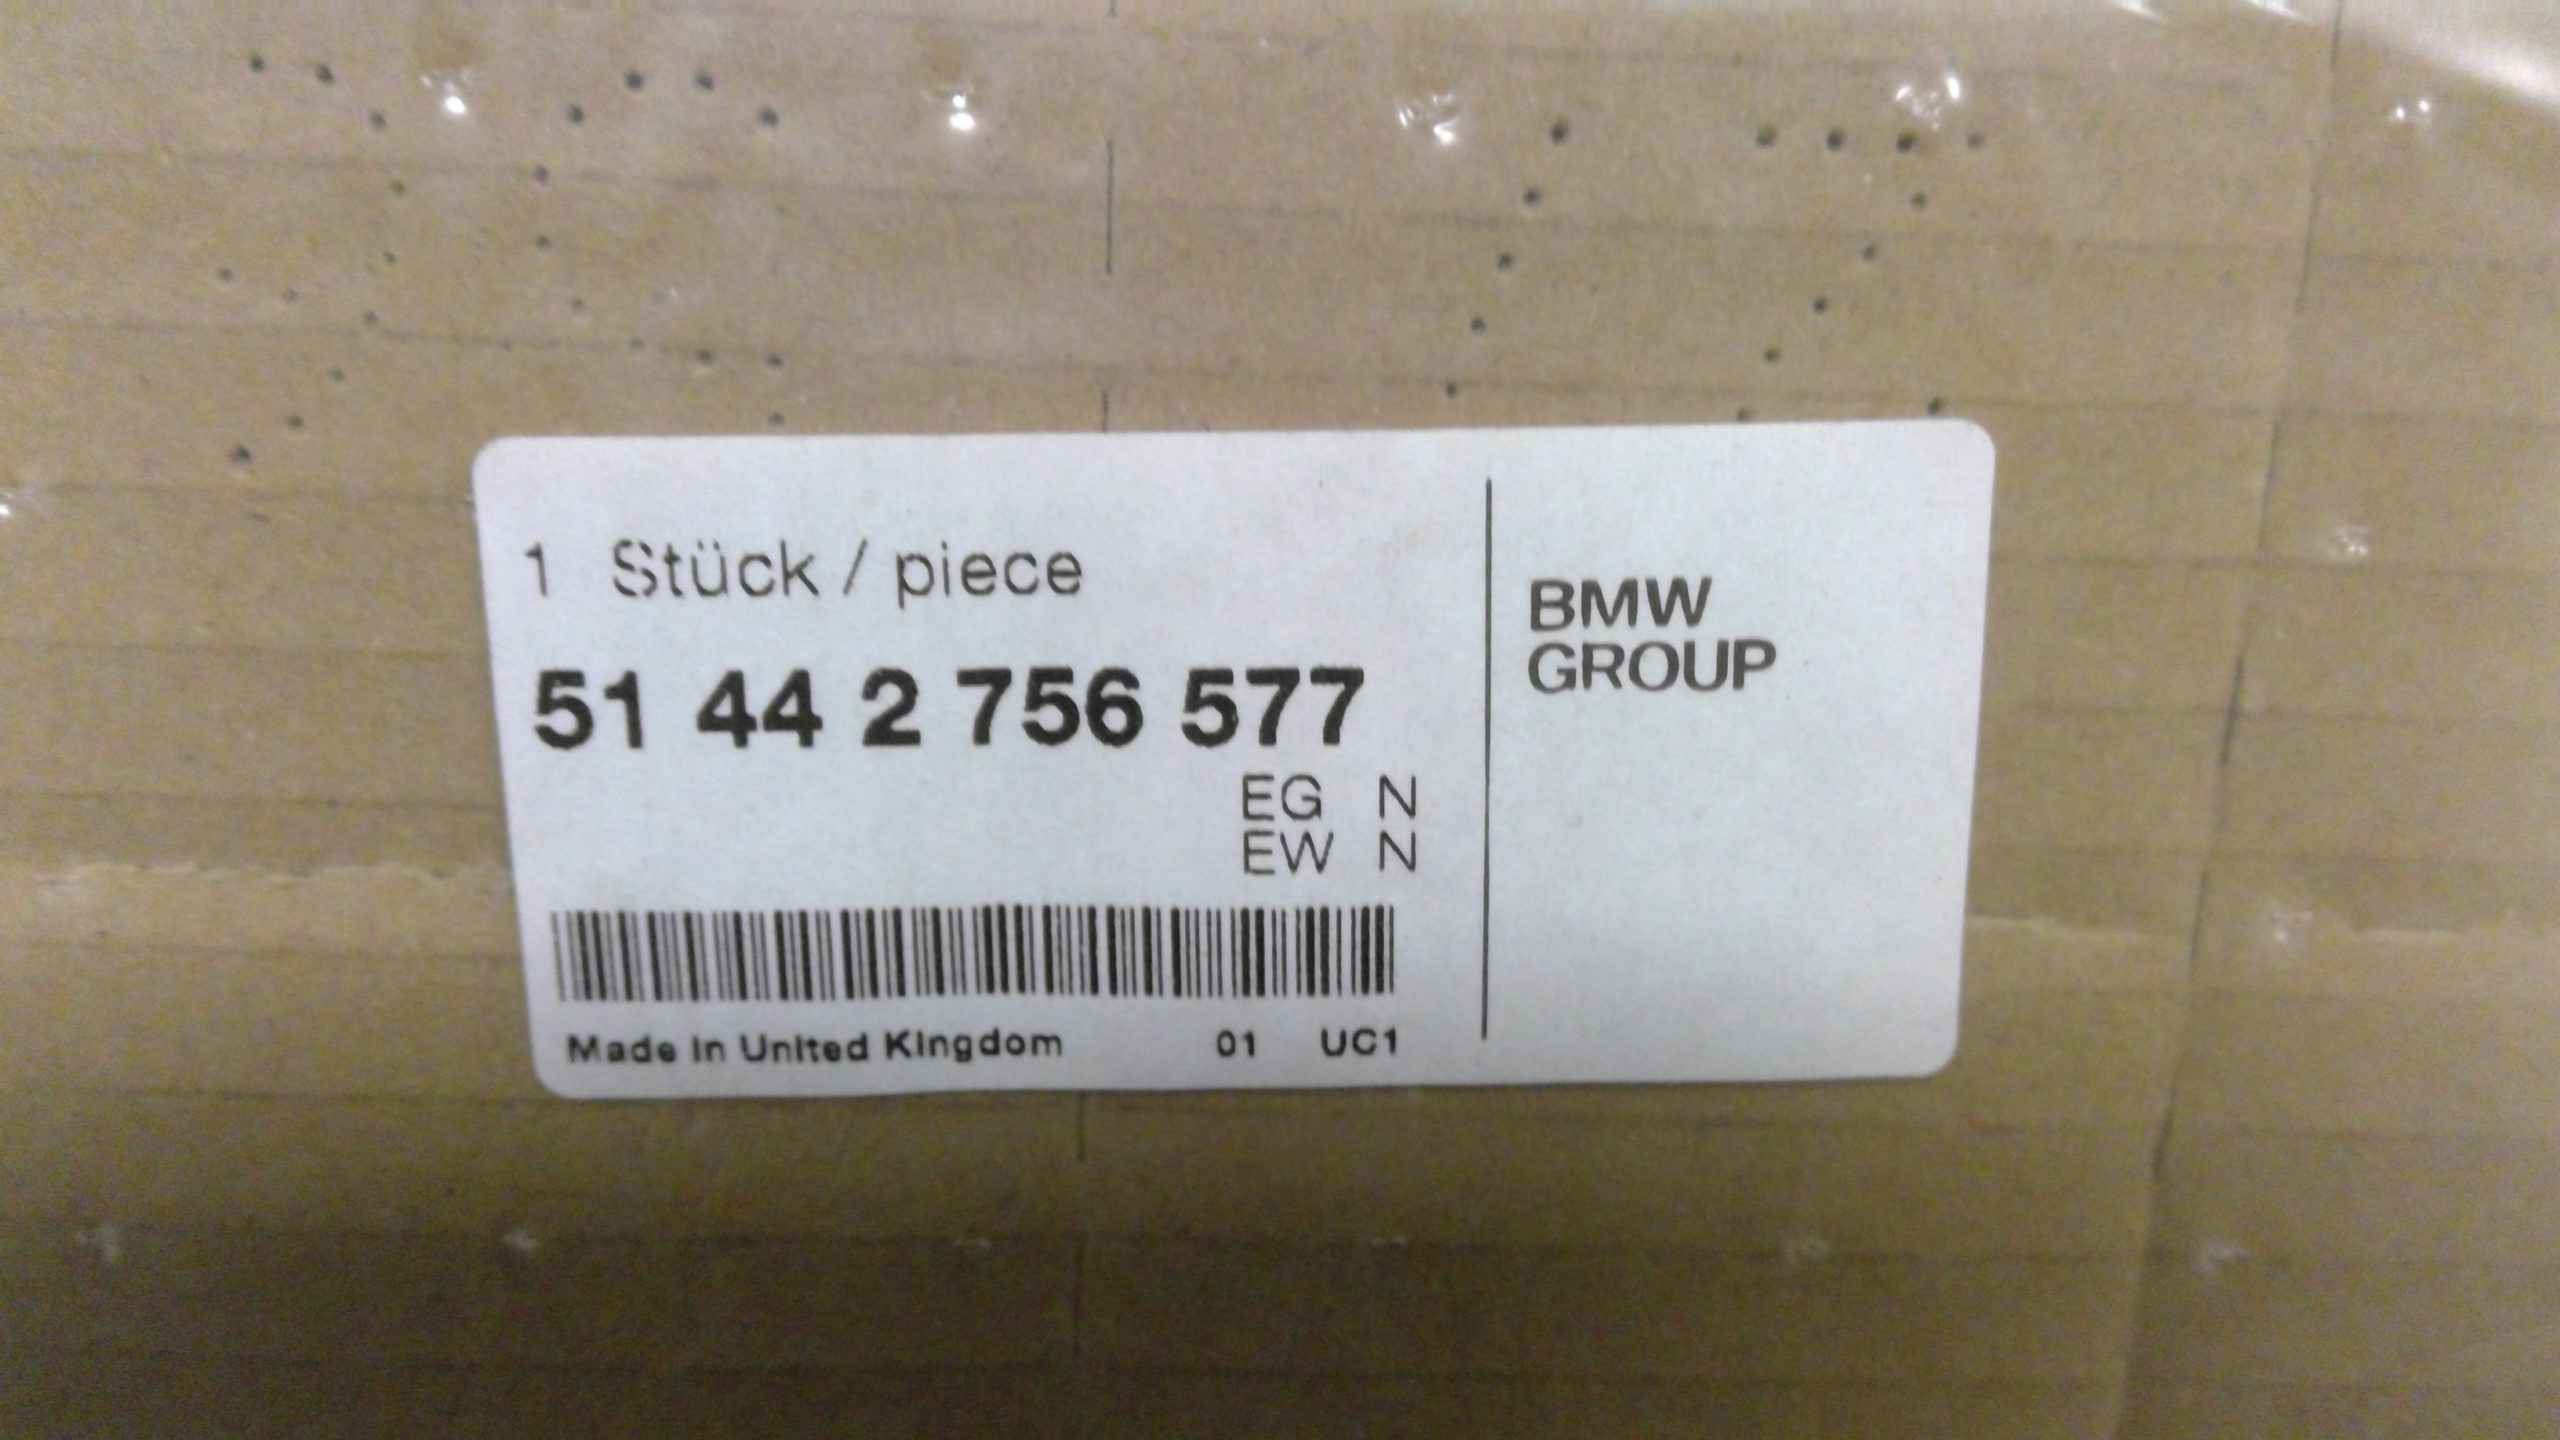 1 Stück / piece
51 44 2 756 577
EG N
EW N
Made in United Kingdom 01 UC1
BMW
GROUP